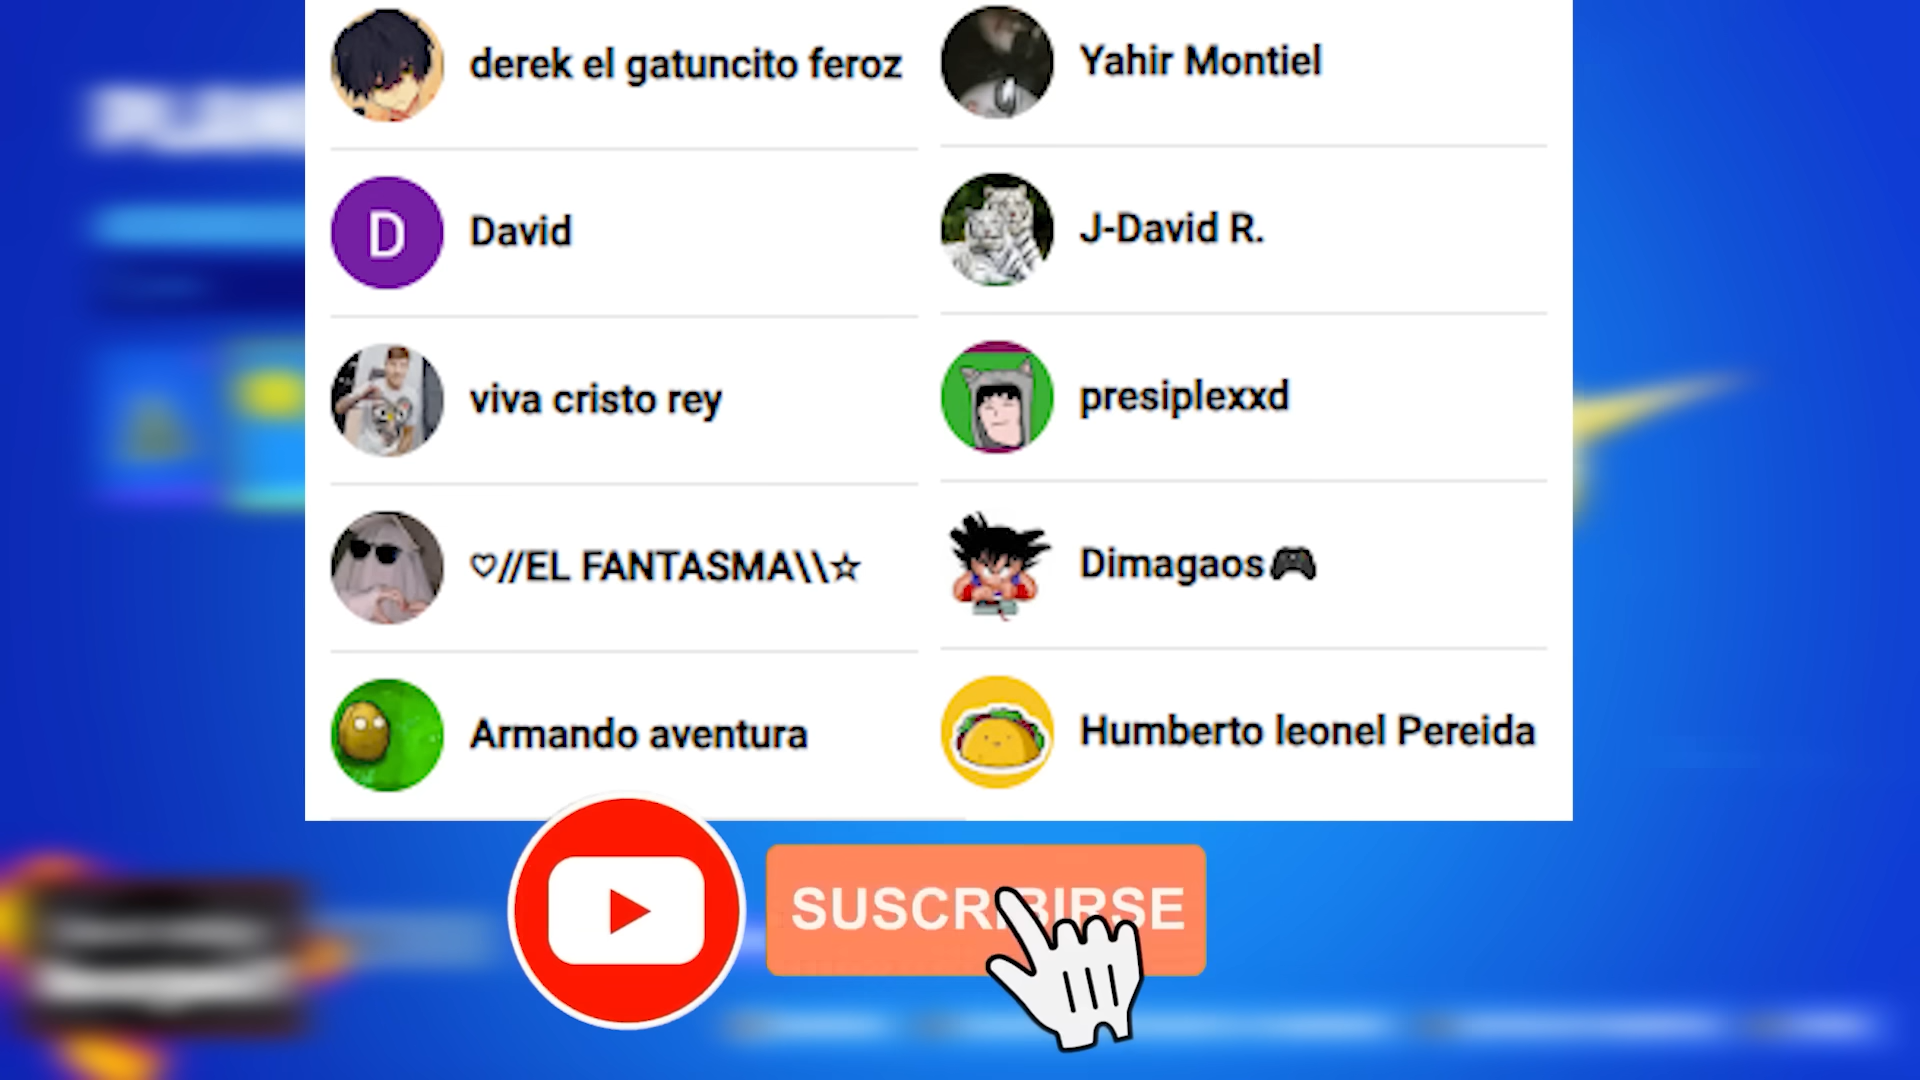 derek el gatuncito feroz
David
viva cristo rey
♡//EL FANTASMA\\☆
Armando aventura
Yahir Montiel
J-David R.
presiplexxd
Dimagaos🎮
Humberto leonel Pereida
D
SUSCRIBIRSE